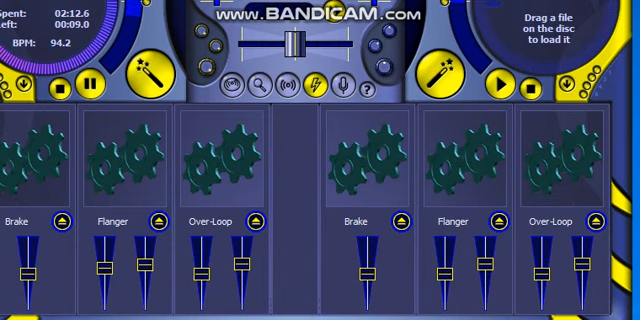 WWW.BANDICAM.COM
Spent: 02:12.6
Left: 00:09.0
BPM: 94.2
Drag a file
on the disc
to load it
?
Brake Flanger Over-Loop Brake Flanger Over-Loop